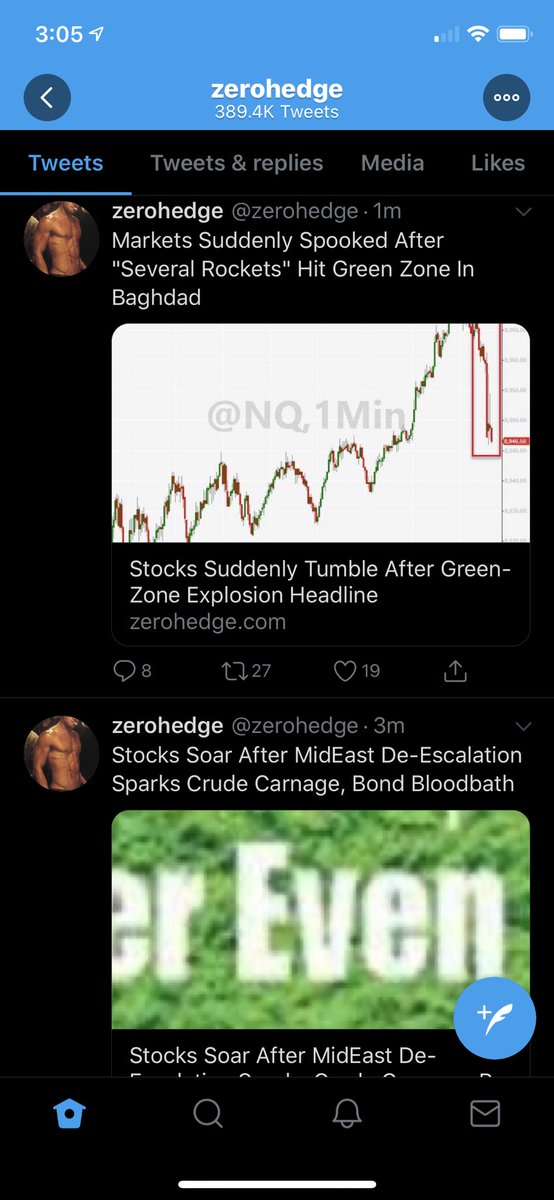 3:05
zerohedge
389.4K Tweets
Tweets
Tweets & replies
Media
Likes
zerohedge @zerohedge · 1m
Markets Suddenly Spooked After
"Several Rockets" Hit Green Zone In
Baghdad
@NQ,1Min
8,946.50
Stocks Suddenly Tumble After Green-
Zone Explosion Headline
zerohedge.com
8
27
19
zerohedge @zerohedge · 3m
Stocks Soar After MidEast De-Escalation
Sparks Crude Carnage, Bond Bloodbath
er Even
Stocks Soar After MidEast De-